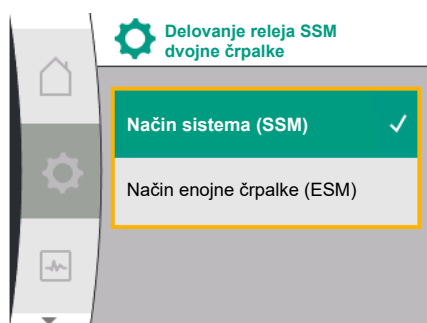 Delovanje releja SSM
dvojne črpalke
Način sistema (SSM)
Način enojne črpalke (ESM)